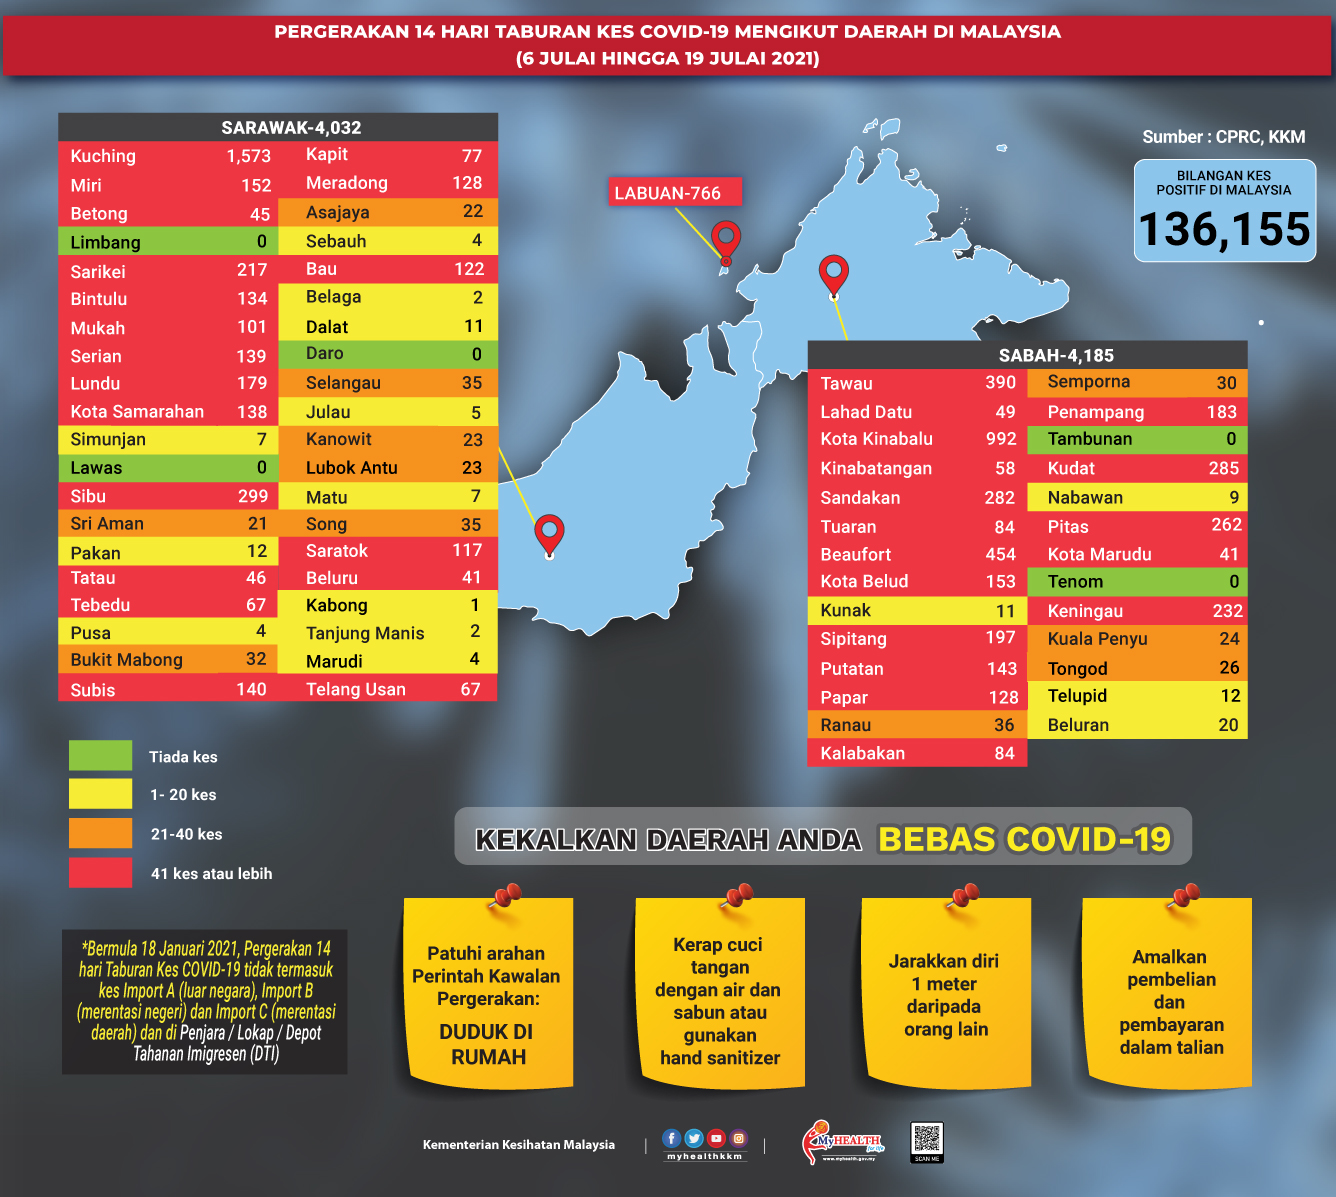 PERGERAKAN 14 HARI TABURAN KES COVID-19 MENGIKUT DAERAH DI MALAYSIA
(6 JULAI HINGGA 19 JULAI 2021)
Sumber : CPRC, KKM
BILANGAN KES
POSITIF DI MALAYSIA
136,155
LABUAN-766
SARAWAK-4,032
Kuching 1,573
Miri 152
Betong 45
Limbang 0
Sarikei 217
Bintulu 134
Mukah 101
Serian 139
Lundu 179
Kota Samarahan 138
Simunjan 7
Lawas 0
Sibu 299
Sri Aman 21
Pakan 12
Tatau 46
Tebedu 67
Pusa 4
Bukit Mabong 32
Subis 140
Kapit 77
Meradong 128
Asajaya 22
Sebauh 4
Bau 122
Belaga 2
Dalat 11
Daro 0
Selangau 35
Julau 5
Kanowit 23
Lubok Antu 23
Matu 7
Song 35
Saratok 117
Beluru 41
Kabong 1
Tanjung Manis 2
Marudi 4
Telang Usan 67
SABAH-4,185
Tawau 390
Lahad Datu 49
Kota Kinabalu 992
Kinabatangan 58
Sandakan 282
Tuaran 84
Beaufort 454
Kota Belud 153
Kunak 11
Sipitang 197
Putatan 143
Papar 128
Ranau 36
Kalabakan 84
Semporna 30
Penampang 183
Tambunan 0
Kudat 285
Nabawan 9
Pitas 262
Kota Marudu 41
Tenom 0
Keningau 232
Kuala Penyu 24
Tongod 26
Telupid 12
Beluran 20
Tiada kes
1- 20 kes
21-40 kes
41 kes atau lebih
*Bermula 18 Januari 2021, Pergerakan 14
hari Taburan Kes COVID-19 tidak termasuk
kes Import A (luar negara), Import B
(merentasi negeri) dan Import C (merentasi
daerah) dan di Penjara / Lokap / Depot
Tahanan Imigresen (DTI)
KEKALKAN DAERAH ANDA BEBAS COVID-19
Patuhi arahan
Perintah Kawalan
Pergerakan:
DUDUK DI
RUMAH
Kerap cuci
tangan
dengan air dan
sabun atau
gunakan
hand sanitizer
Jarakkan diri
1 meter
daripada
orang lain
Amalkan
pembelian
dan
pembayaran
dalam talian
Kementerian Kesihatan Malaysia
myhealthkkm
MyHEALTH
for life
www.myhealth.gov.my
SCAN ME